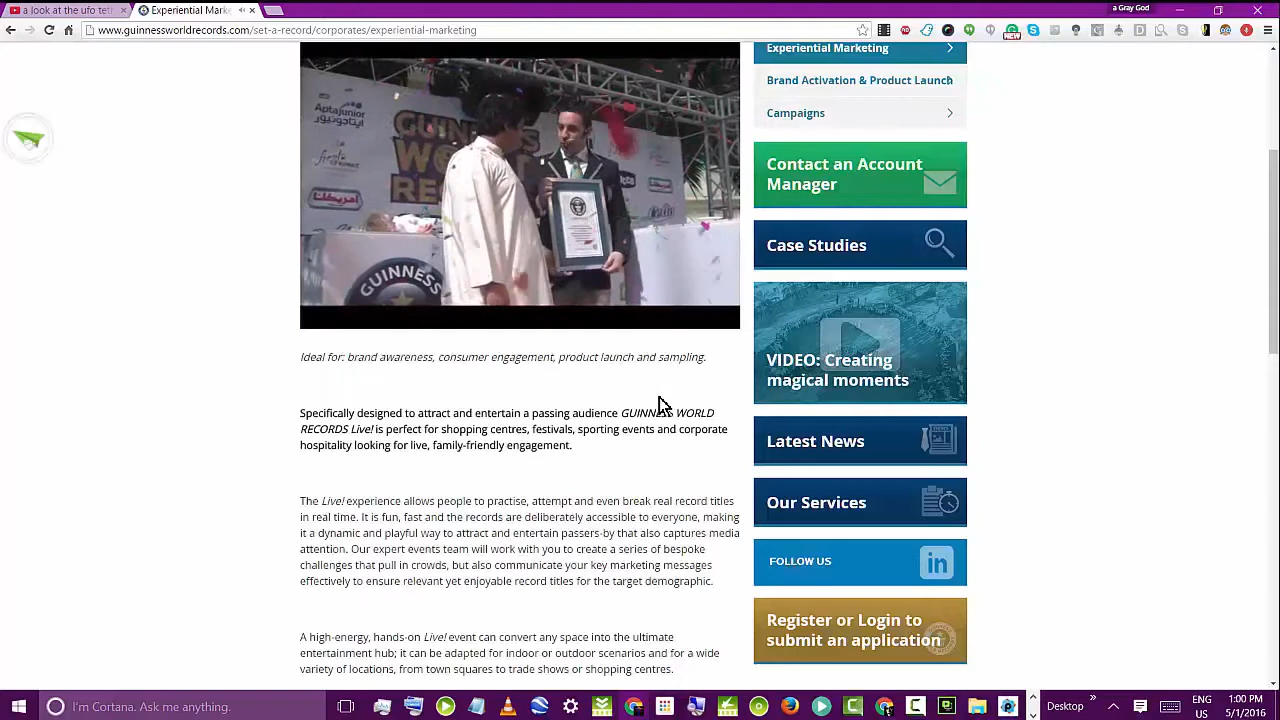 a look at the ufo teth
Experiential Mark
a Gray God
www.guinnessworldrecords.com/set-a-record/corporates/experiential-marketing
NEW
Experiential Marketing
Brand Activation & Product Launch
Campaigns
Contact an Account
Manager
Case Studies
VIDEO: Creating
magical moments
Latest News
Our Services
FOLLOW US
in
Register or Login to
submit an application
Aptajunior
ابتاجونيور
GUINNESS
WORLD
RECORDS
أمريكانا
GUINNESS
Ideal for: brand awareness, consumer engagement, product launch and sampling.
Specifically designed to attract and entertain a passing audience GUINNESS WORLD
RECORDS Live! is perfect for shopping centres, festivals, sporting events and corporate
hospitality looking for live, family-friendly engagement.
The Live! experience allows people to practise, attempt and even break real record titles
in real time. It is fun, fast and the records are deliberately accessible to everyone, making
it a dynamic and playful way to attract and entertain passers-by that also captures media
attention. Our expert events team will work with you to create a series of bespoke
challenges that pull in crowds, but also communicate your key marketing messages
effectively to ensure relevant yet enjoyable record titles for the target demographic.
A high-energy, hands-on Live! event can convert any space into the ultimate
entertainment hub; it can be adapted for indoor or outdoor scenarios and for a wide
variety of locations, from town squares to trade shows or shopping centres.
I'm Cortana. Ask me anything.
Desktop
ENG
US
1:00 PM
5/1/2016